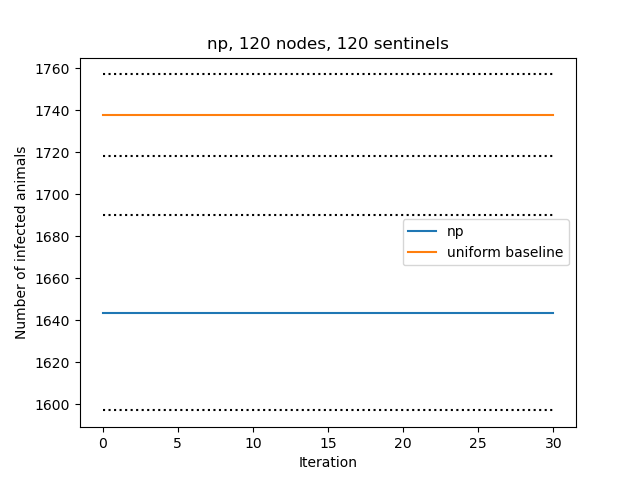 np, 120 nodes, 120 sentinels
1760
1740
1720
1700
1680
1660
1640
1620
1600
Number of infected animals
np
uniform baseline
0 5 10 15 20 25 30
Iteration